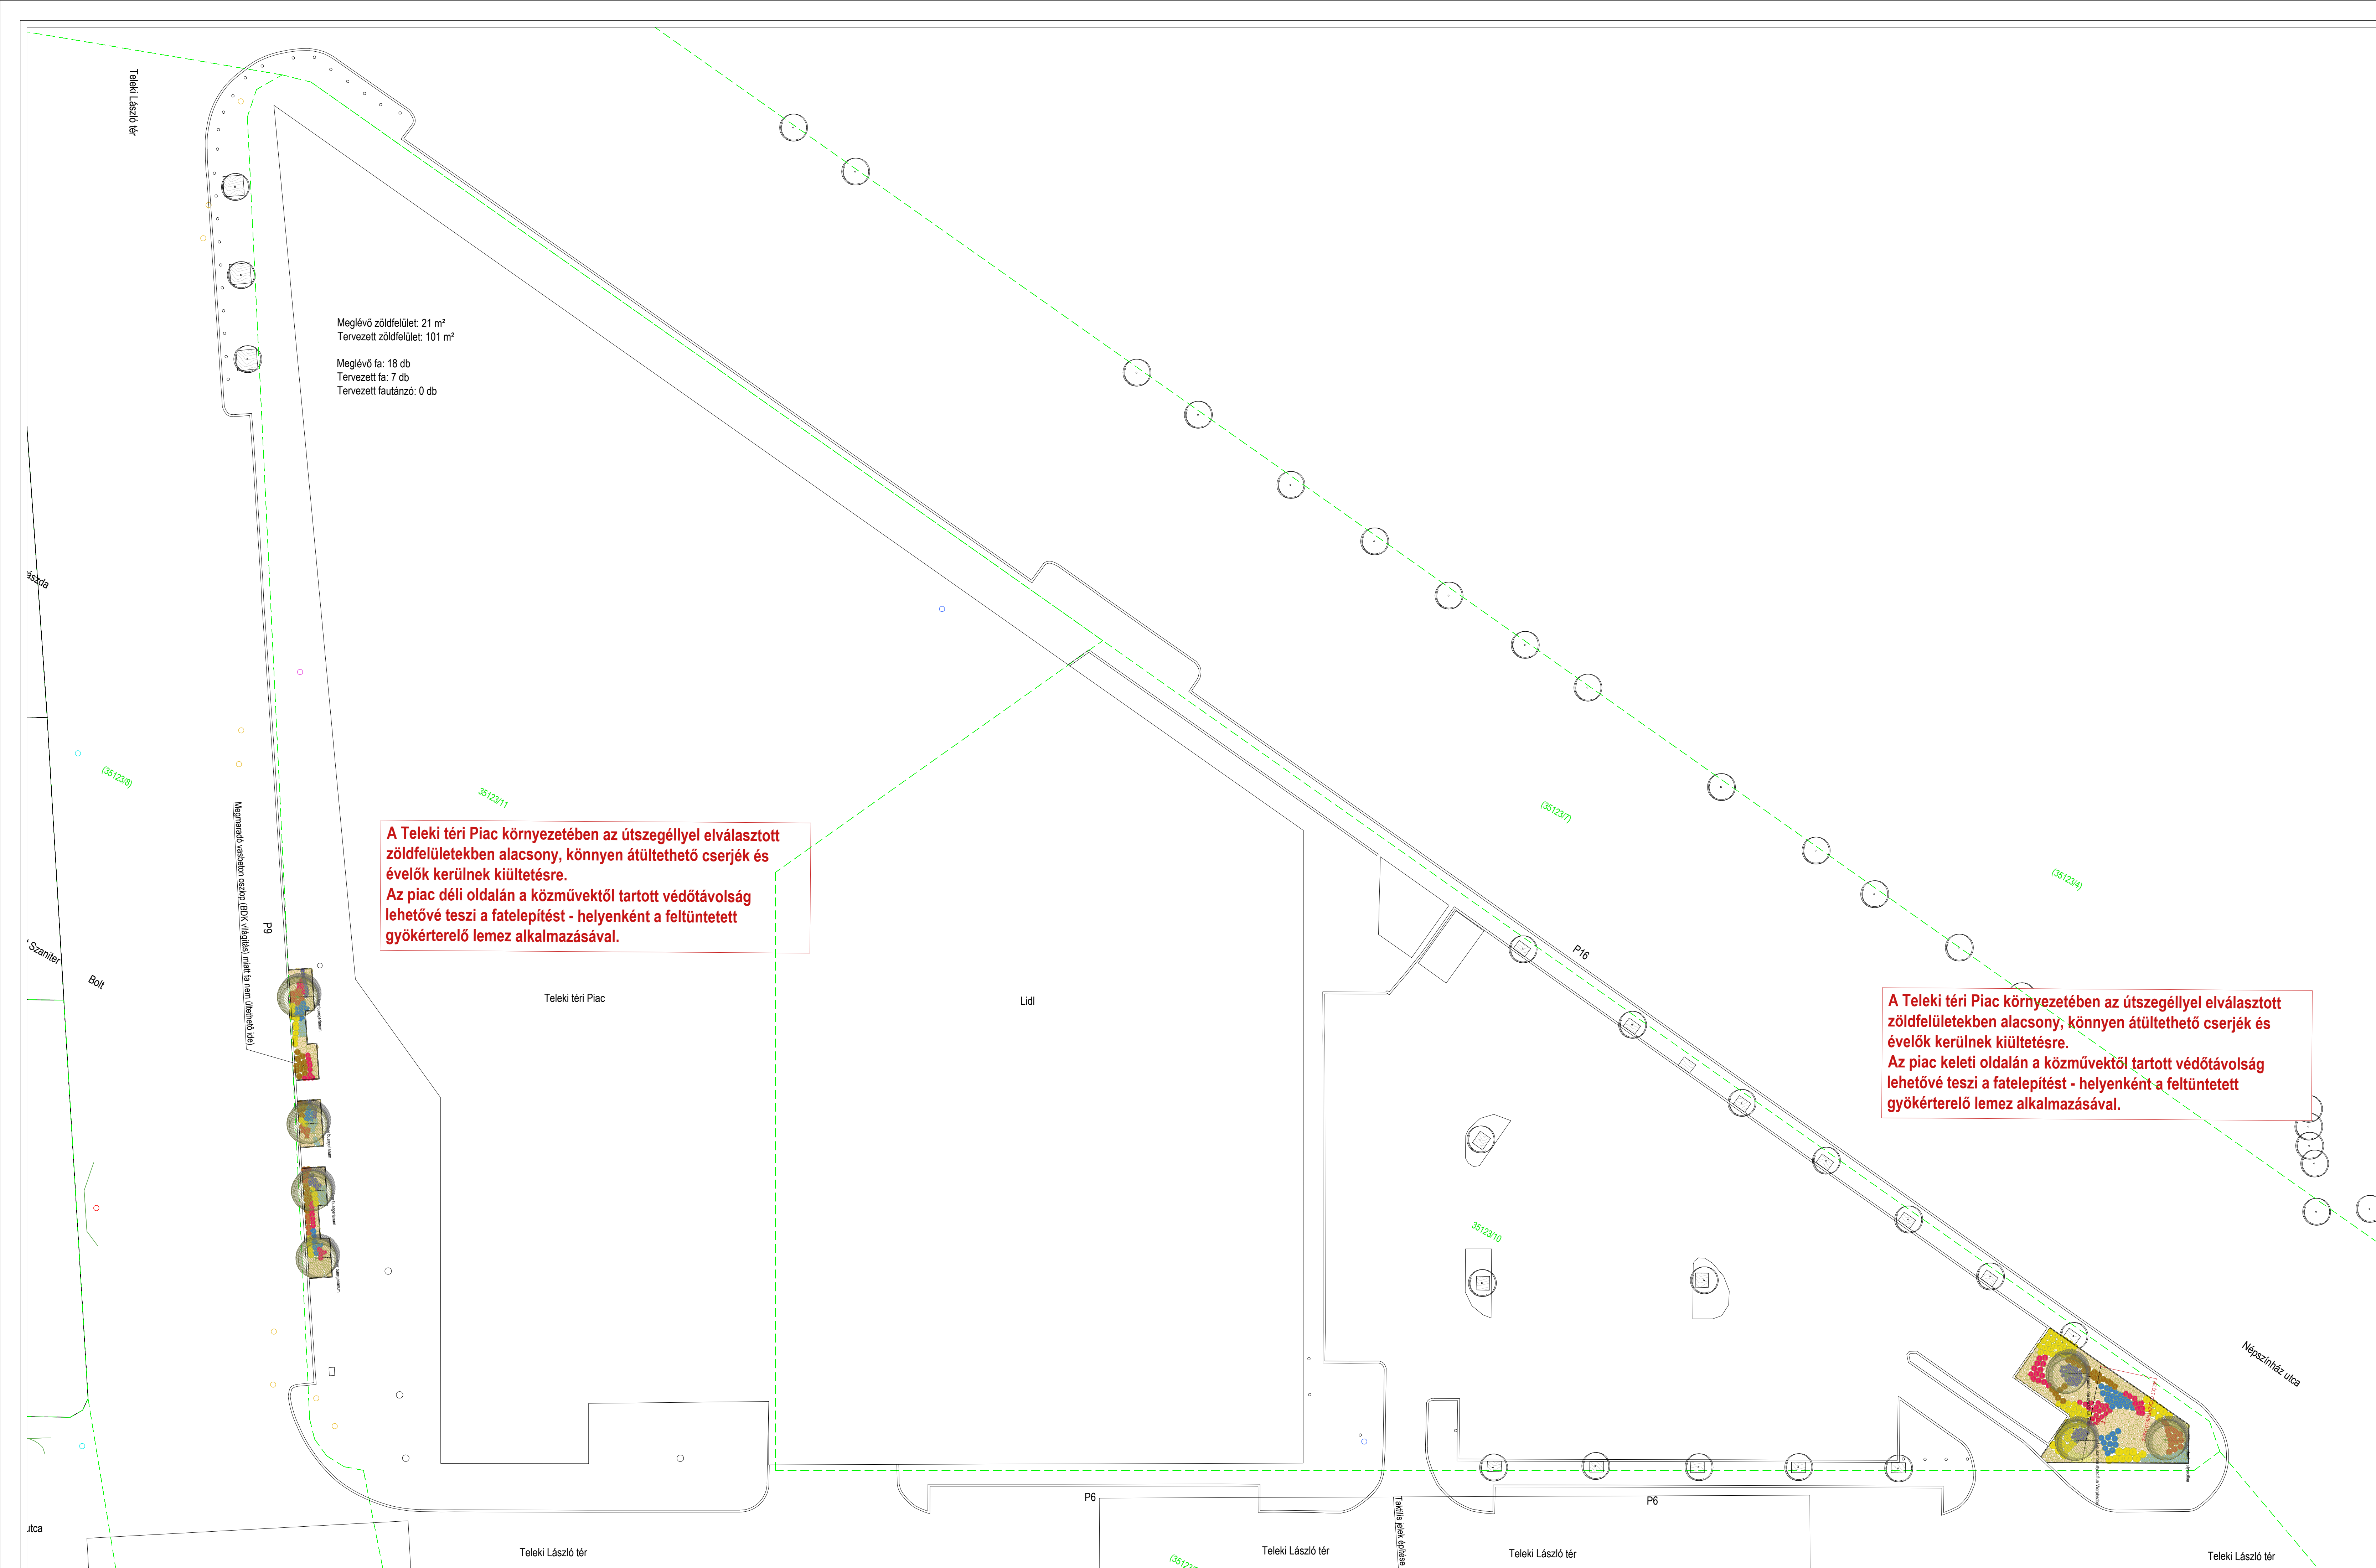 Teleki László tér
Meglévő zöldfelület: 21 m²
Tervezett zöldfelület: 101 m²
Meglévő fa: 18 db
Tervezett fa: 7 db
Tervezett fautánzó: 0 db
(35123/8)
35123/11
(35123/7)
(35123/4)
A Teleki téri Piac környezetében az útszegéllyel elválasztott
zöldfelületekben alacsony, könnyen átültethető cserjék és
évelők kerülnek kiültetésre.
Az piac déli oldalán a közművektől tartott védőtávolság
lehetővé teszi a fatelepítést - helyenként a feltüntetett
gyökérterelő lemez alkalmazásával.
Megmaradó vasbeton oszlop (BDK világítás) miatt fa nem ültethető ide)
P9
Szaniter
Bolt
Teleki téri Piac
Lidl
P16
A Teleki téri Piac környezetében az útszegéllyel elválasztott
zöldfelületekben alacsony, könnyen átültethető cserjék és
évelők kerülnek kiültetésre.
Az piac keleti oldalán a közművektől tartott védőtávolság
lehetővé teszi a fatelepítést - helyenként a feltüntetett
gyökérterelő lemez alkalmazásával.
35123/10
Népszínház utca
P6
P6
Taktilis jelek építése
utca
Teleki László tér
Teleki László tér
Teleki László tér
Teleki László tér